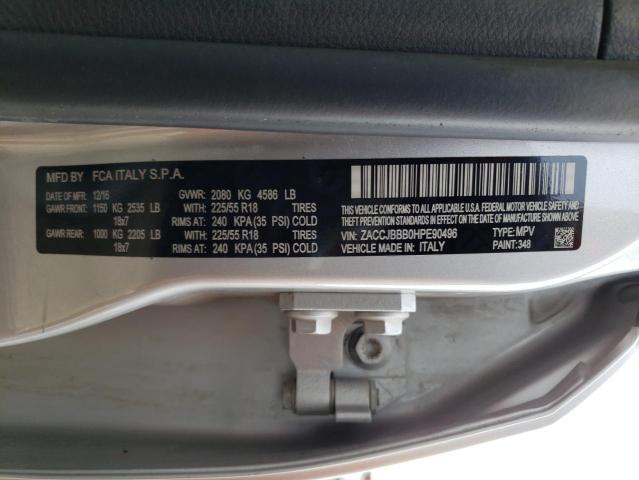 MFD BY FCA ITALY S.P.A.
DATE OF MFR: 12/16 GVWR: 2080 KG 4586 LB
GAWR FRONT: 1150 KG 2535 LB WITH: 225/55 R18 TIRES
18x7 RIMS AT: 240 KPA(35 PSI) COLD
GAWR REAR: 1000 KG 2205 LB WITH: 225/55 R18 TIRES
18x7 RIMS AT: 240 KPA(35 PSI) COLD
THIS VEHICLE CONFORMS TO ALL APPLICABLE U.S.A. FEDERAL MOTOR VEHICLE
SAFETY, BUMPER AND THEFT PREVENTION STANDARDS IN EFFECT
ON THE DATE OF MANUFACTURE SHOWN ABOVE
VIN: ZACCJBBB0HPE90496 TYPE: MPV
VEHICLE MADE IN: ITALY PAINT: 348